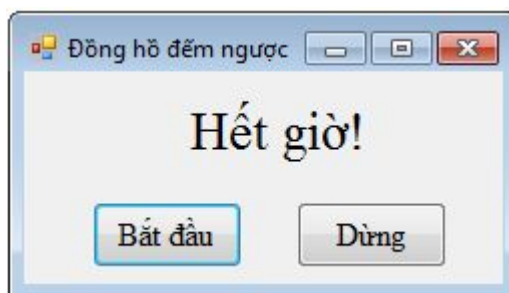 Đồng hồ đếm ngược
Hết giờ!
Bắt đầu
Dừng